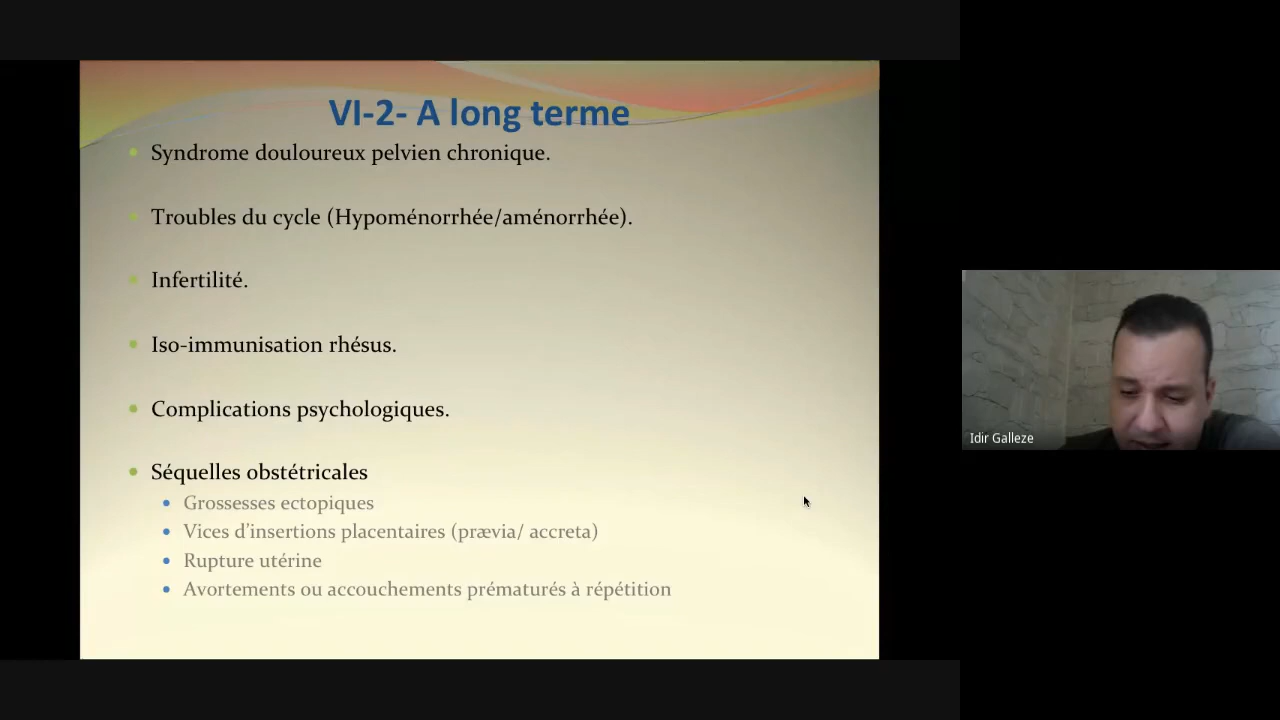 VI-2- A long terme
Syndrome douloureux pelvien chronique.
Troubles du cycle (Hypoménorrhée/aménorrhée).
Infertilité.
Iso-immunisation rhésus.
Complications psychologiques.
Séquelles obstétricales
Grossesses ectopiques
Vices d'insertions placentaires (prævia/ accreta)
Rupture utérine
Avortements ou accouchements prématurés à répétition
Idir Galleze